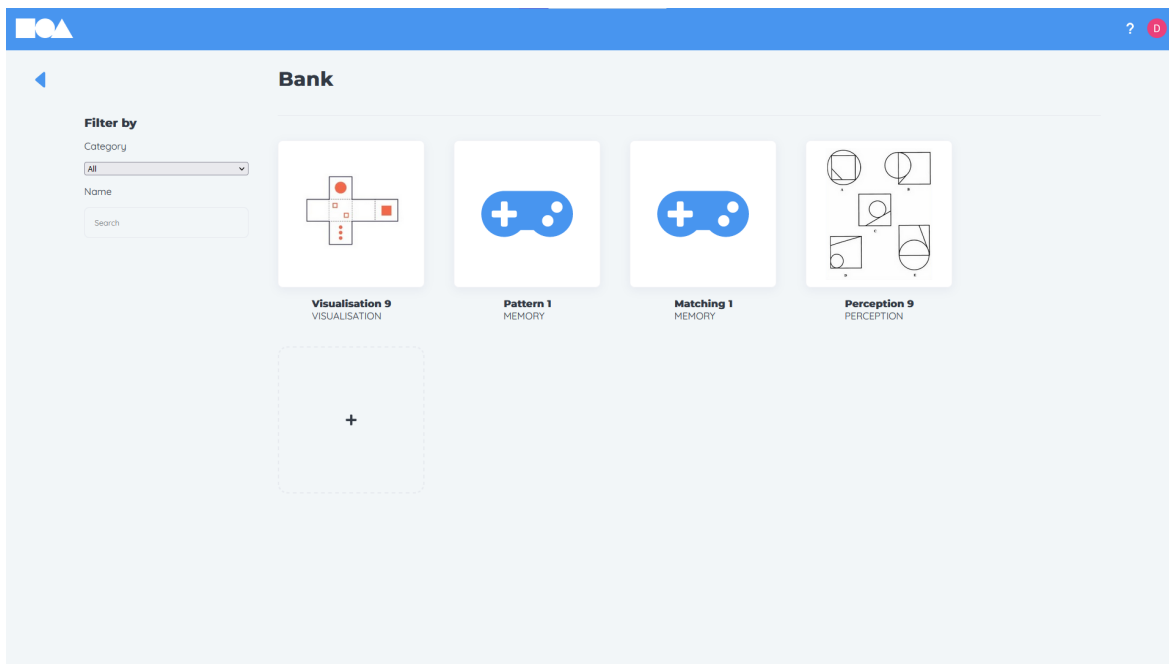 ?
D
Bank
Filter by
Category
All
Name
Search
Visualisation 9
VISUALISATION
Pattern 1
MEMORY
Matching 1
MEMORY
Perception 9
PERCEPTION
+